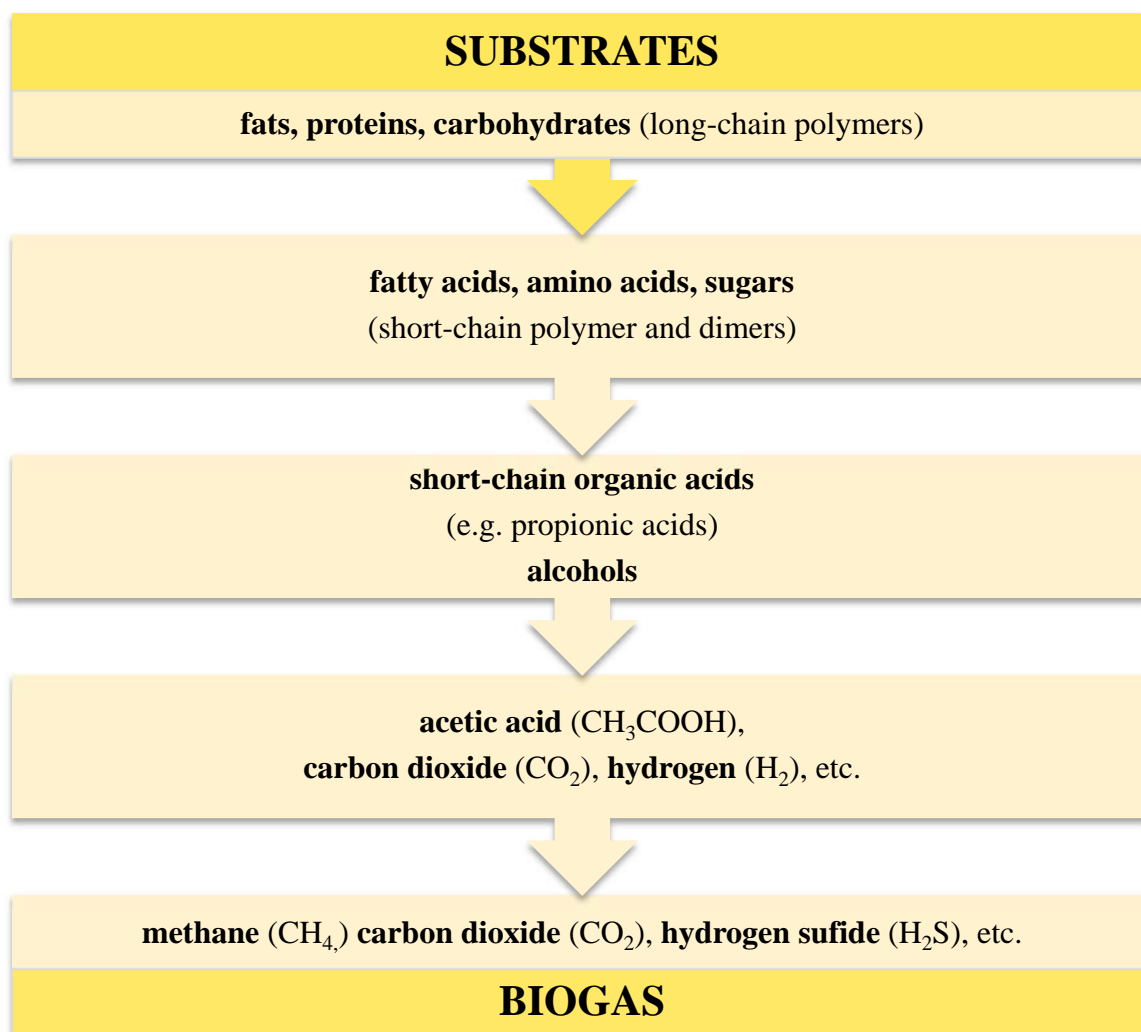 SUBSTRATES
fats, proteins, carbohydrates (long-chain polymers)
fatty acids, amino acids, sugars
(short-chain polymer and dimers)
short-chain organic acids
(e.g. propionic acids)
alcohols
acetic acid (CH₃COOH),
carbon dioxide (CO₂), hydrogen (H₂), etc.
methane (CH₄,) carbon dioxide (CO₂), hydrogen sufide (H₂S), etc.
BIOGAS